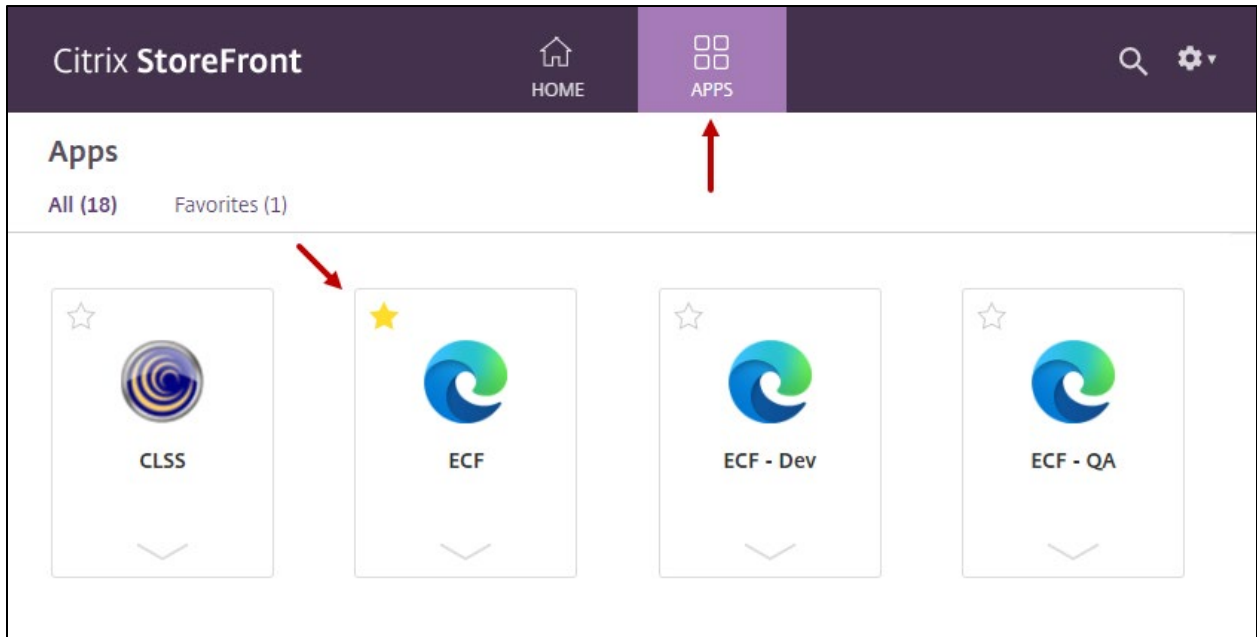 Citrix StoreFront
HOME
APPS
Apps
All (18) Favorites (1)
CLSS
ECF
ECF - Dev
ECF - QA